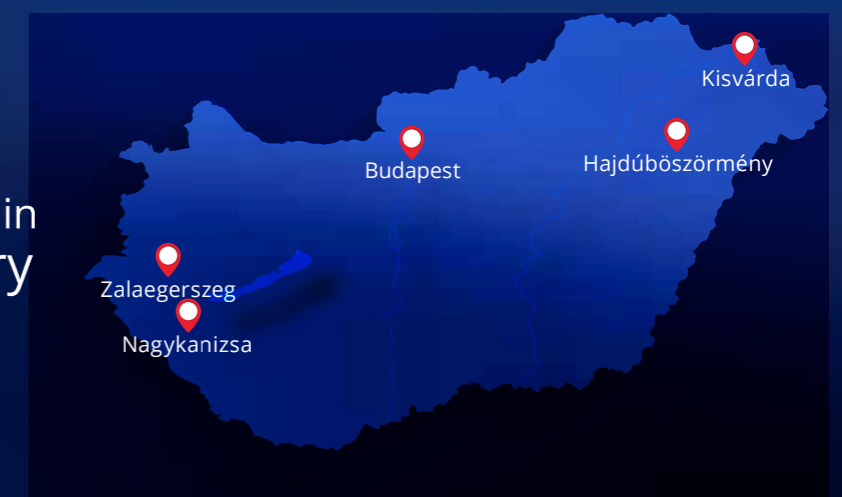 Kisvárda
Budapest
Hajdúböszörmény
in
ry
Zalaegerszeg
Nagykanizsa